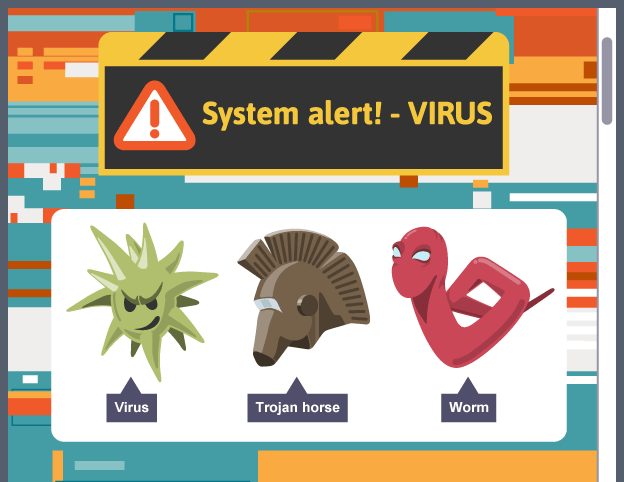 System alert! - VIRUS
Virus
Trojan horse
Worm